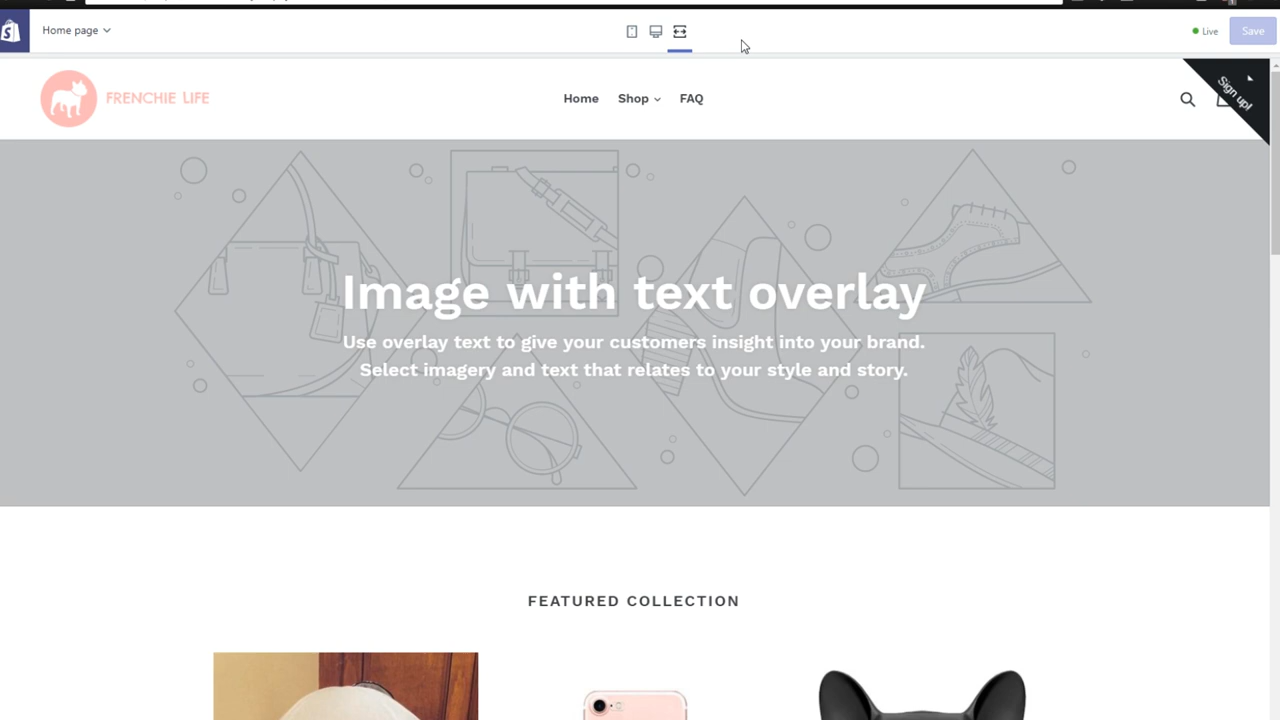 Home page
Live
Save
FRENCHIE LIFE
Home
Shop
FAQ
Sign up!
Image with text overlay
Use overlay text to give your customers insight into your brand.
Select imagery and text that relates to your style and story.
FEATURED COLLECTION